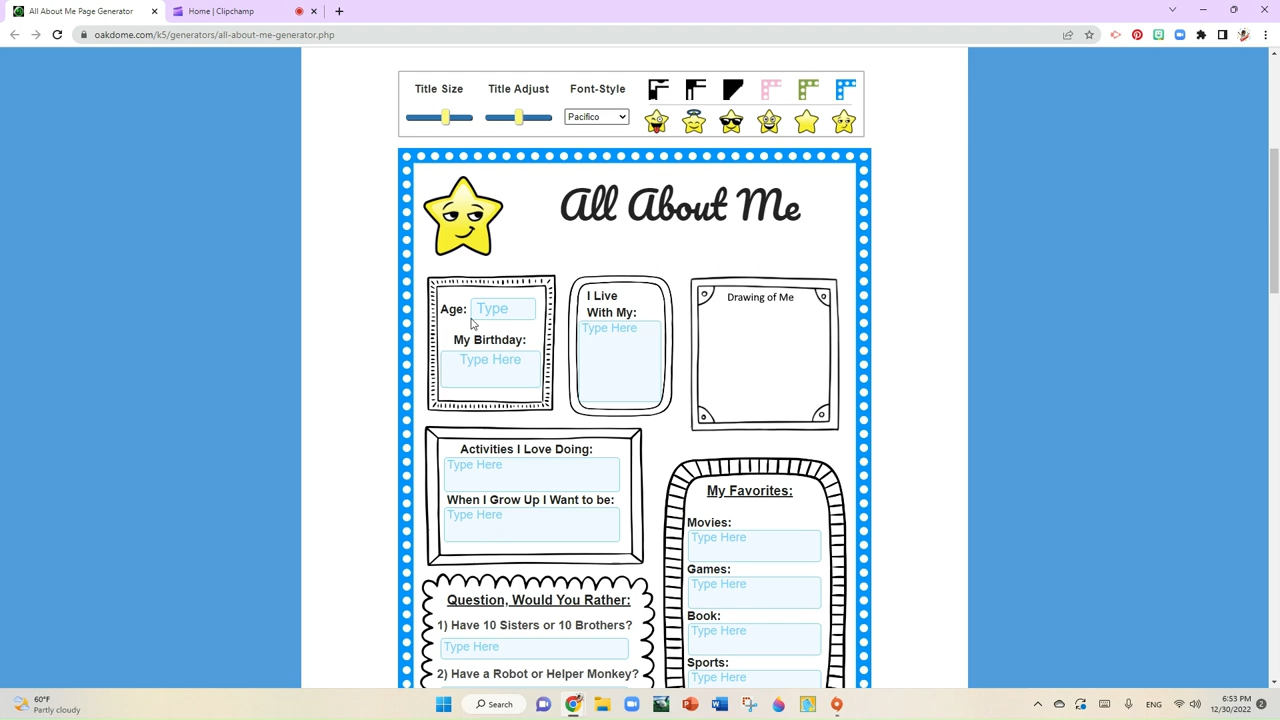 All About Me Page Generator
Home | Clipchamp
oakdome.com/k5/generators/all-about-me-generator.php
Title Size
Title Adjust
Font-Style
Pacifico
All About Me
Age: Type
My Birthday:
Type Here
I Live
With My:
Type Here
Drawing of Me
Activities I Love Doing:
Type Here
When I Grow Up I Want to be:
Type Here
My Favorites:
Movies:
Type Here
Games:
Type Here
Book:
Type Here
Sports:
Type Here
Question, Would You Rather:
1) Have 10 Sisters or 10 Brothers?
Type Here
2) Have a Robot or Helper Monkey?
60°F
Partly cloudy
Search
ENG
6:53 PM
12/30/2022
2